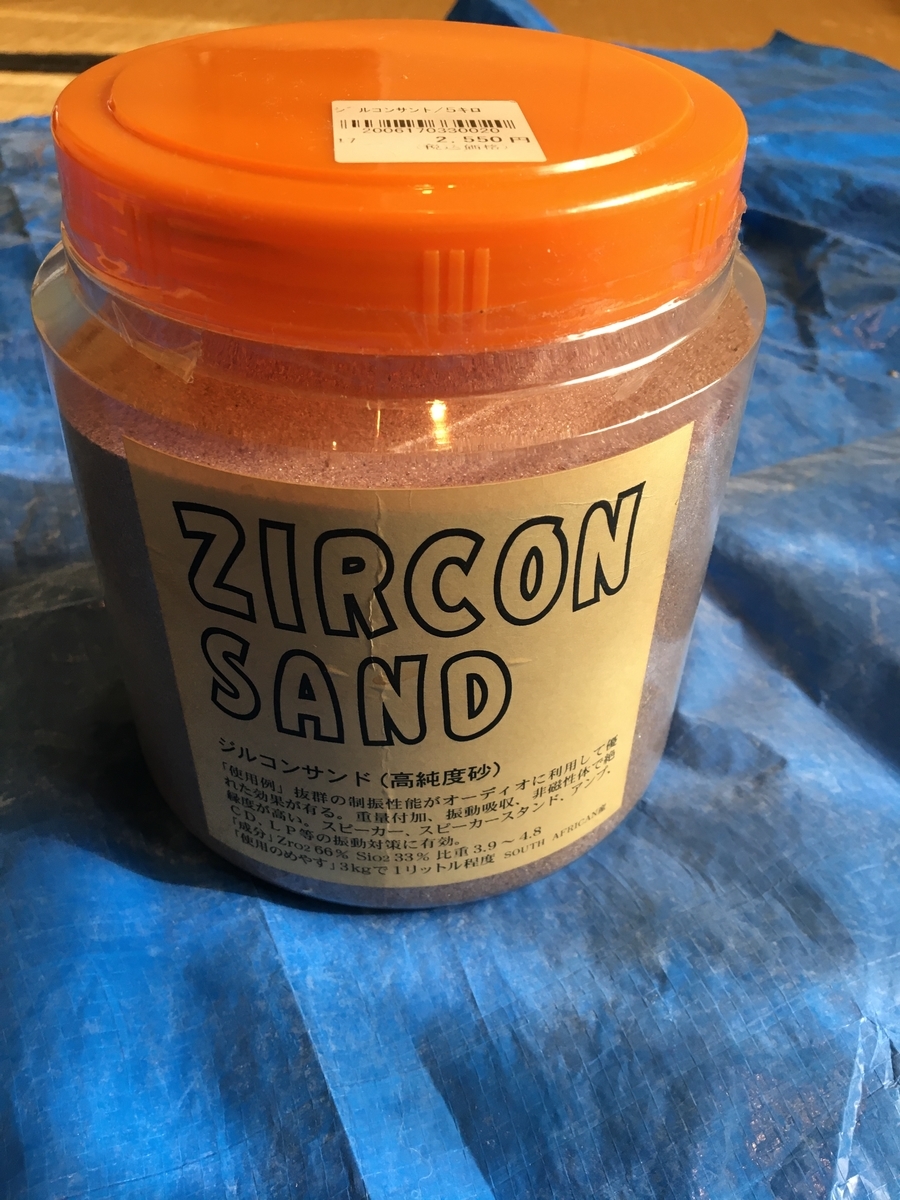 ジルコンサンド/5キロ
2006170330020
17 2,550円
(税込価格)
ZIRCON
SAND
ジルコンサンド(高純度砂)
「使用例」抜群の制振性能がオーディオに利用して優
れた効果が有る。重量付加、振動吸収、非磁性体で絶
縁度が高い。スピーカー、スピーカースタンド、アンプ、
CD、LP等の振動対策に有効。
「成分」Zro2 66% Sio2 33% 比重3.9~4.8
「使用のめやす」3kgで1リットル程度 SOUTH AFRICAN産